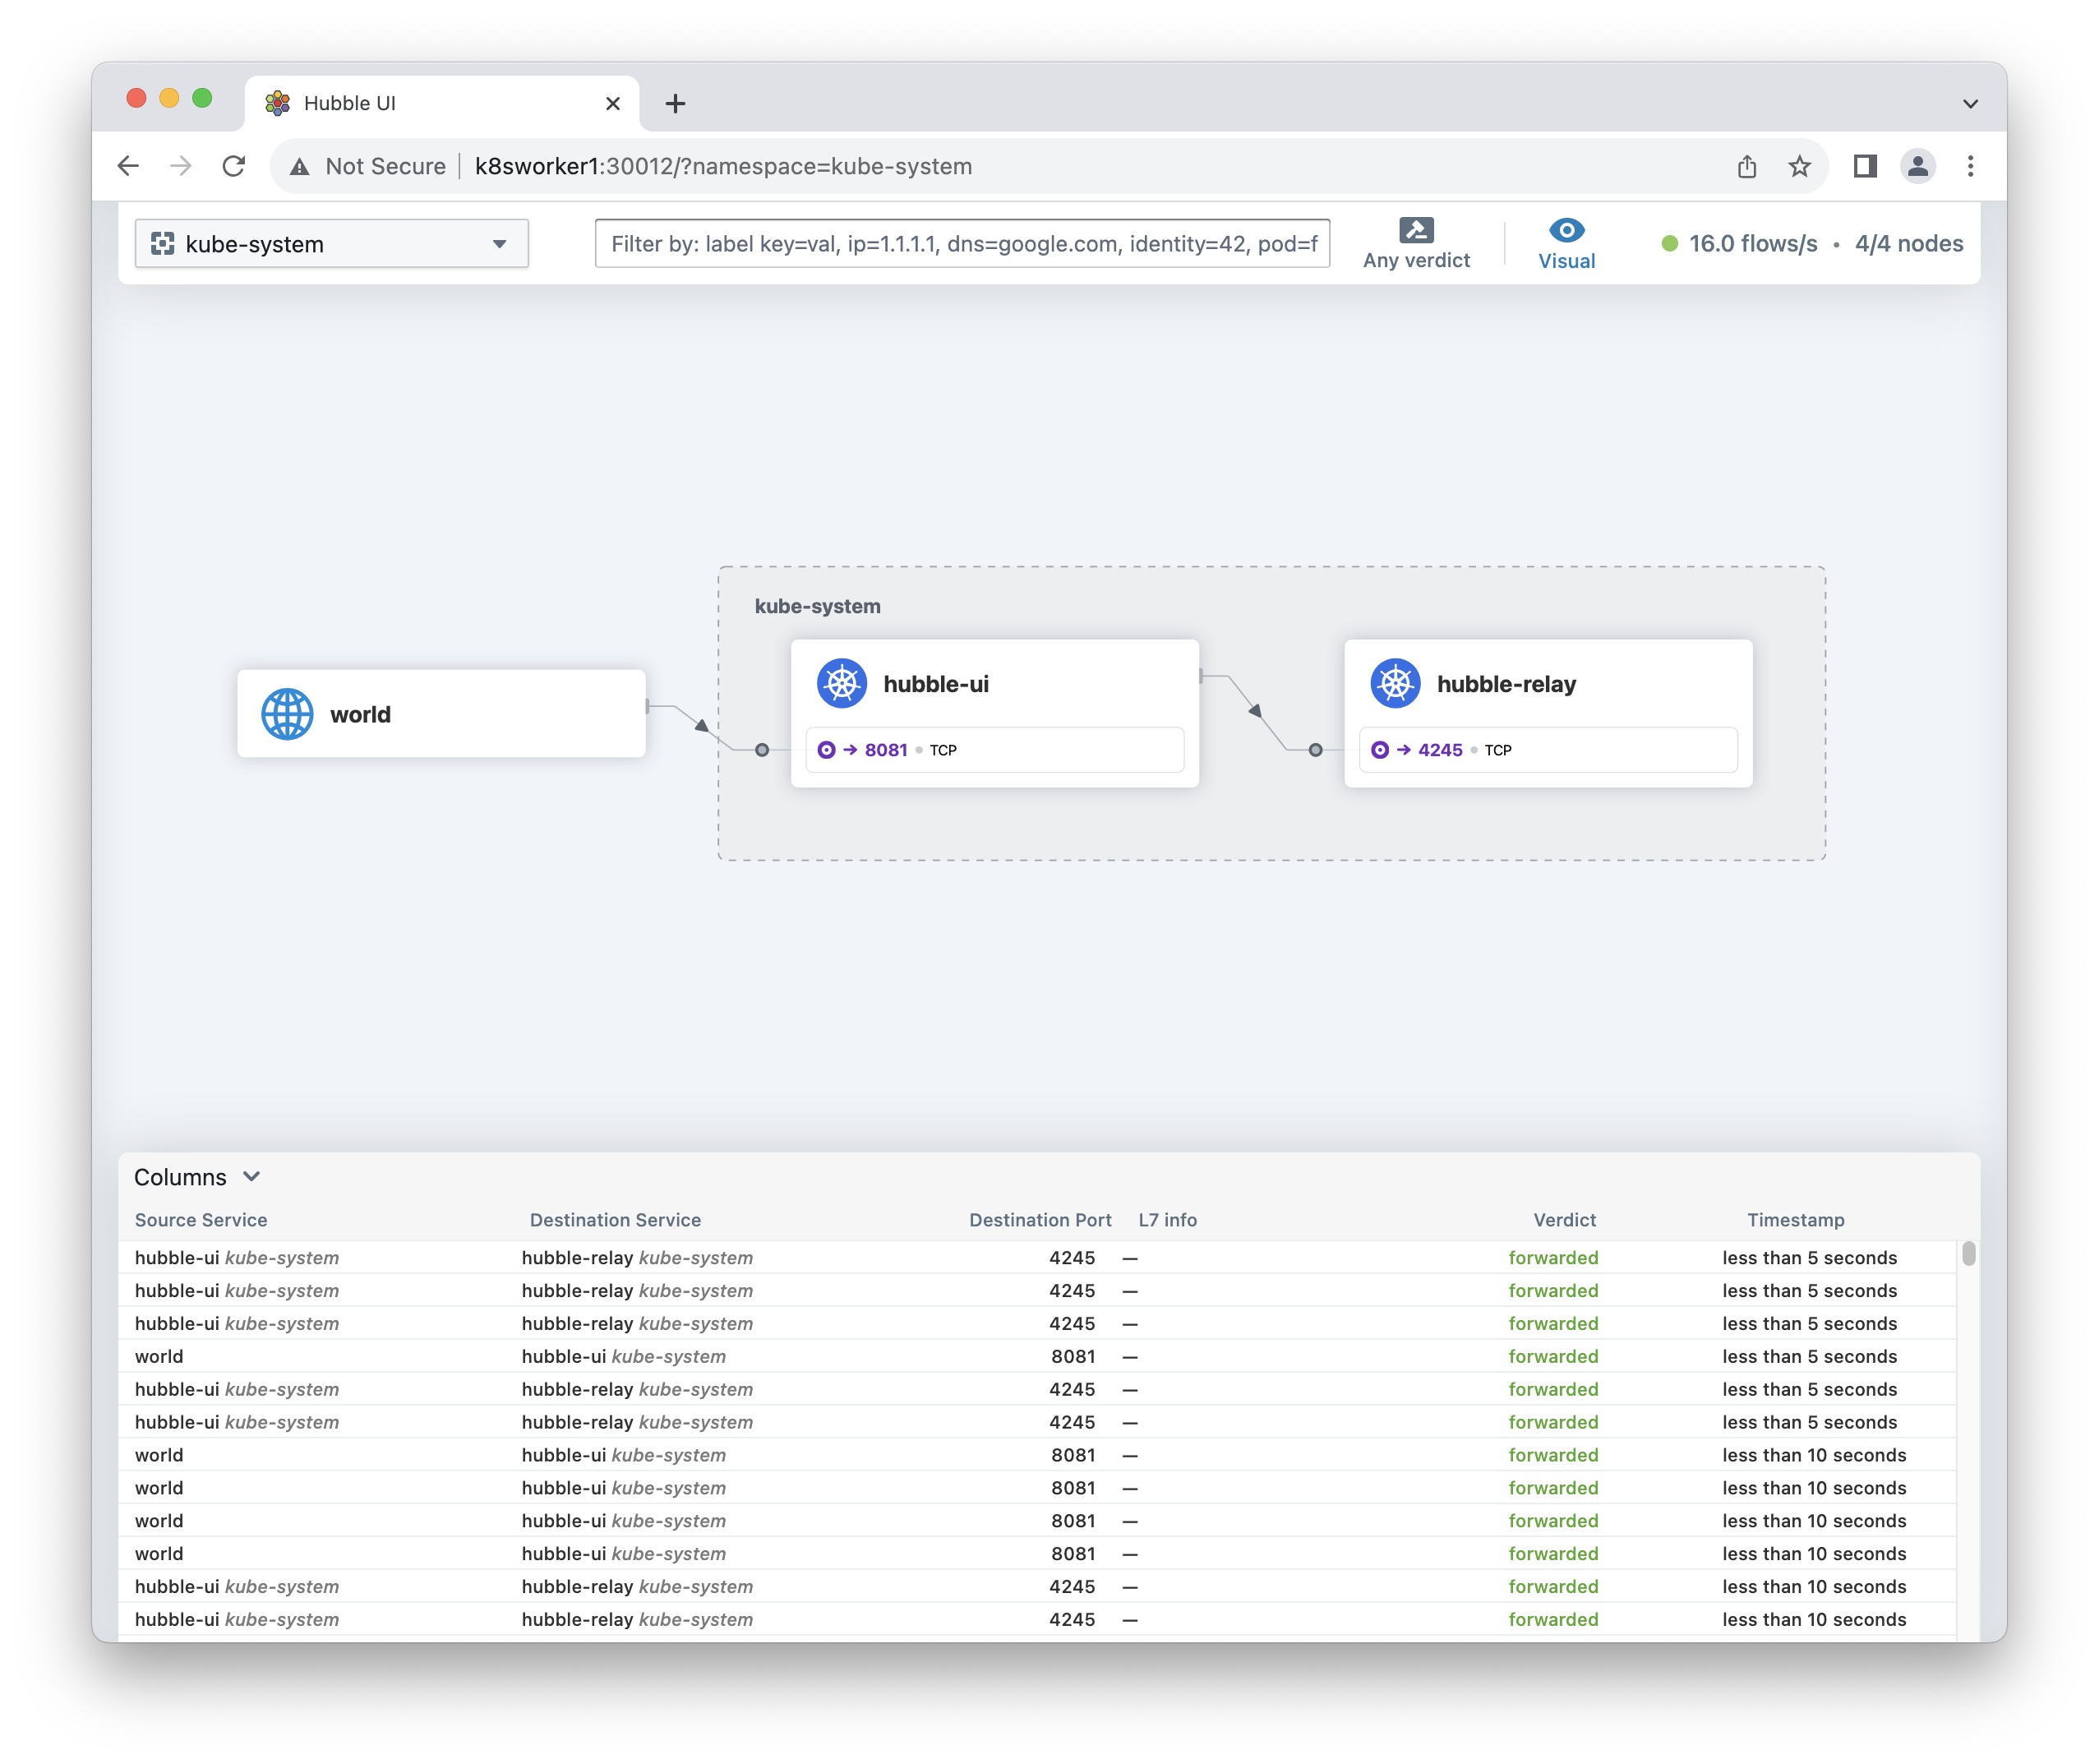 Hubble UI
Not Secure k8sworker1:30012/?namespace=kube-system
kube-system
Filter by: label key=val, ip=1.1.1.1, dns=google.com, identity=42, pod=f
Any verdict
Visual
16.0 flows/s • 4/4 nodes
kube-system
world
hubble-ui
8081 • TCP
hubble-relay
4245 • TCP
Columns
Source Service Destination Service Destination Port L7 info Verdict Timestamp
hubble-ui kube-system hubble-relay kube-system 4245 — forwarded less than 5 seconds
hubble-ui kube-system hubble-relay kube-system 4245 — forwarded less than 5 seconds
hubble-ui kube-system hubble-relay kube-system 4245 — forwarded less than 5 seconds
world hubble-ui kube-system 8081 — forwarded less than 5 seconds
hubble-ui kube-system hubble-relay kube-system 4245 — forwarded less than 5 seconds
hubble-ui kube-system hubble-relay kube-system 4245 — forwarded less than 5 seconds
world hubble-ui kube-system 8081 — forwarded less than 10 seconds
world hubble-ui kube-system 8081 — forwarded less than 10 seconds
world hubble-ui kube-system 8081 — forwarded less than 10 seconds
world hubble-ui kube-system 8081 — forwarded less than 10 seconds
hubble-ui kube-system hubble-relay kube-system 4245 — forwarded less than 10 seconds
hubble-ui kube-system hubble-relay kube-system 4245 — forwarded less than 10 seconds